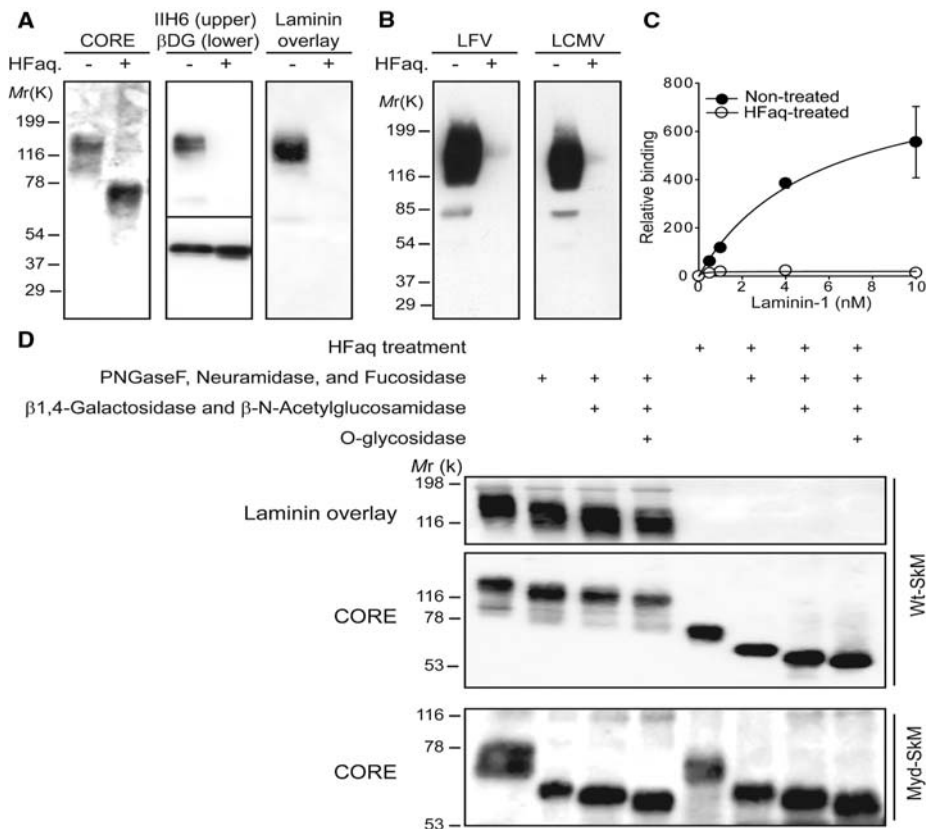 A
IIH6 (upper) Laminin
CORE βDG (lower) overlay
HFaq. - + - + - +
Mr(K)
199
116
78
54
37
29
B
LFV LCMV
HFaq. - + - +
Mr(K)
199
116
85
54
37
29
C
Non-treated
HFaq-treated
Relative binding
800
600
400
200
0
0 2 4 6 8 10
Laminin-1 (nM)
D
HFaq treatment + + + +
PNGaseF, Neuramidase, and Fucosidase + + + + + +
β1,4-Galactosidase and β-N-Acetylglucosamidase + + + +
O-glycosidase + +
Mr (k)
198
Laminin overlay
116
CORE
116
78
53
Wt-SkM
116
78
CORE
53
Myd-SkM